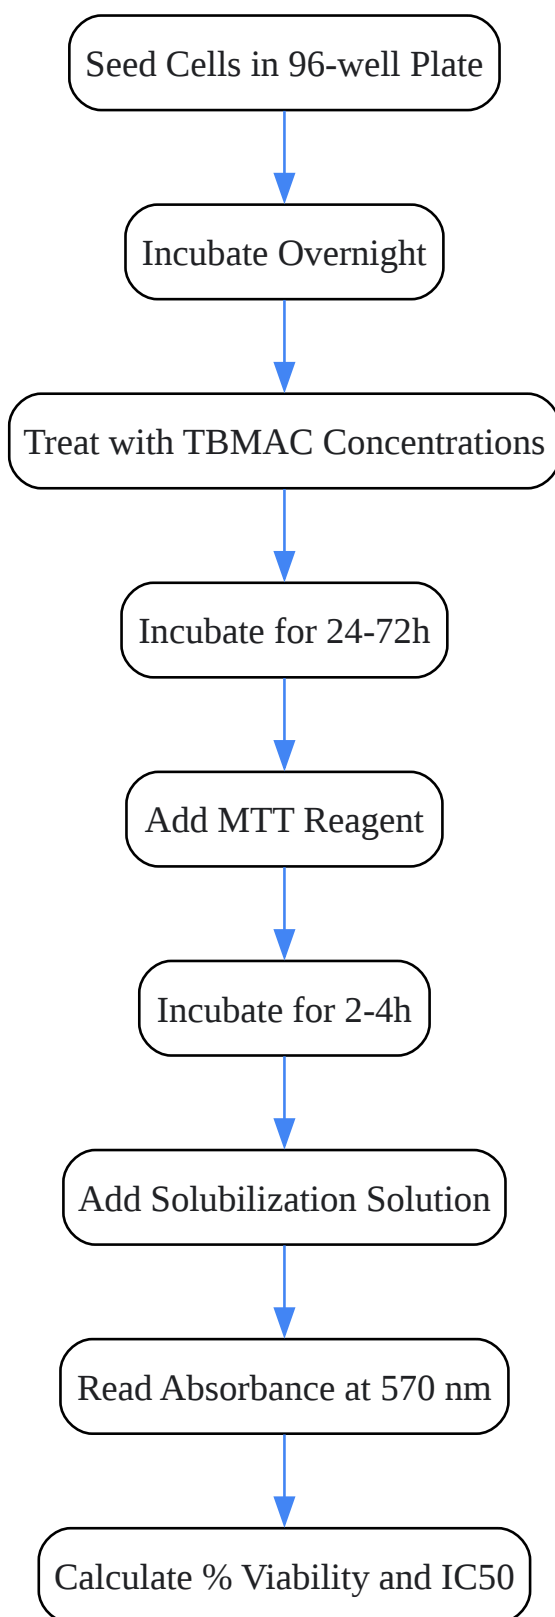 Seed Cells in 96-well Plate
Incubate Overnight
Treat with TBMAC Concentrations
Incubate for 24-72h
Add MTT Reagent
Incubate for 2-4h
Add Solubilization Solution
Read Absorbance at 570 nm
Calculate % Viability and IC50